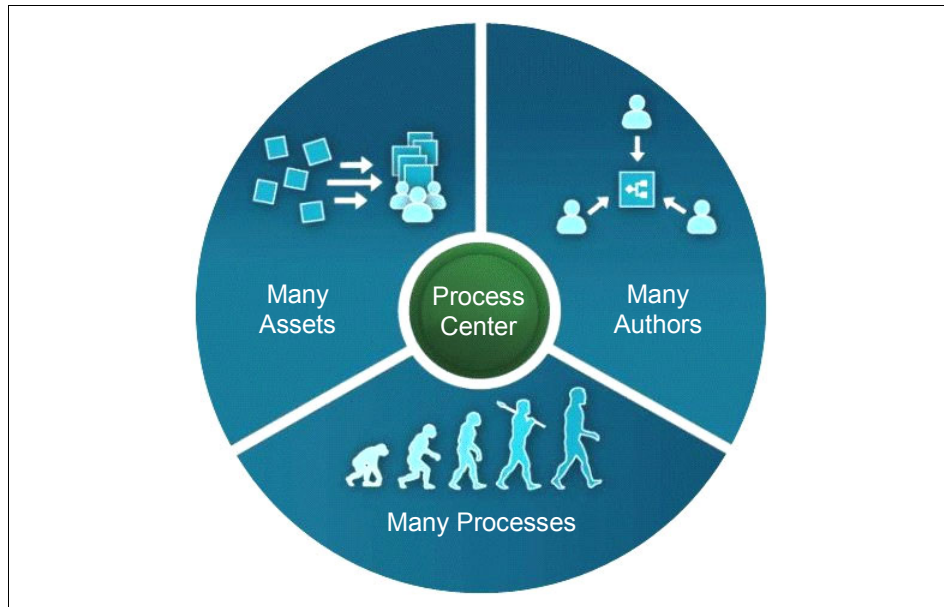 Many
Assets
Process
Center
Many
Authors
Many Processes